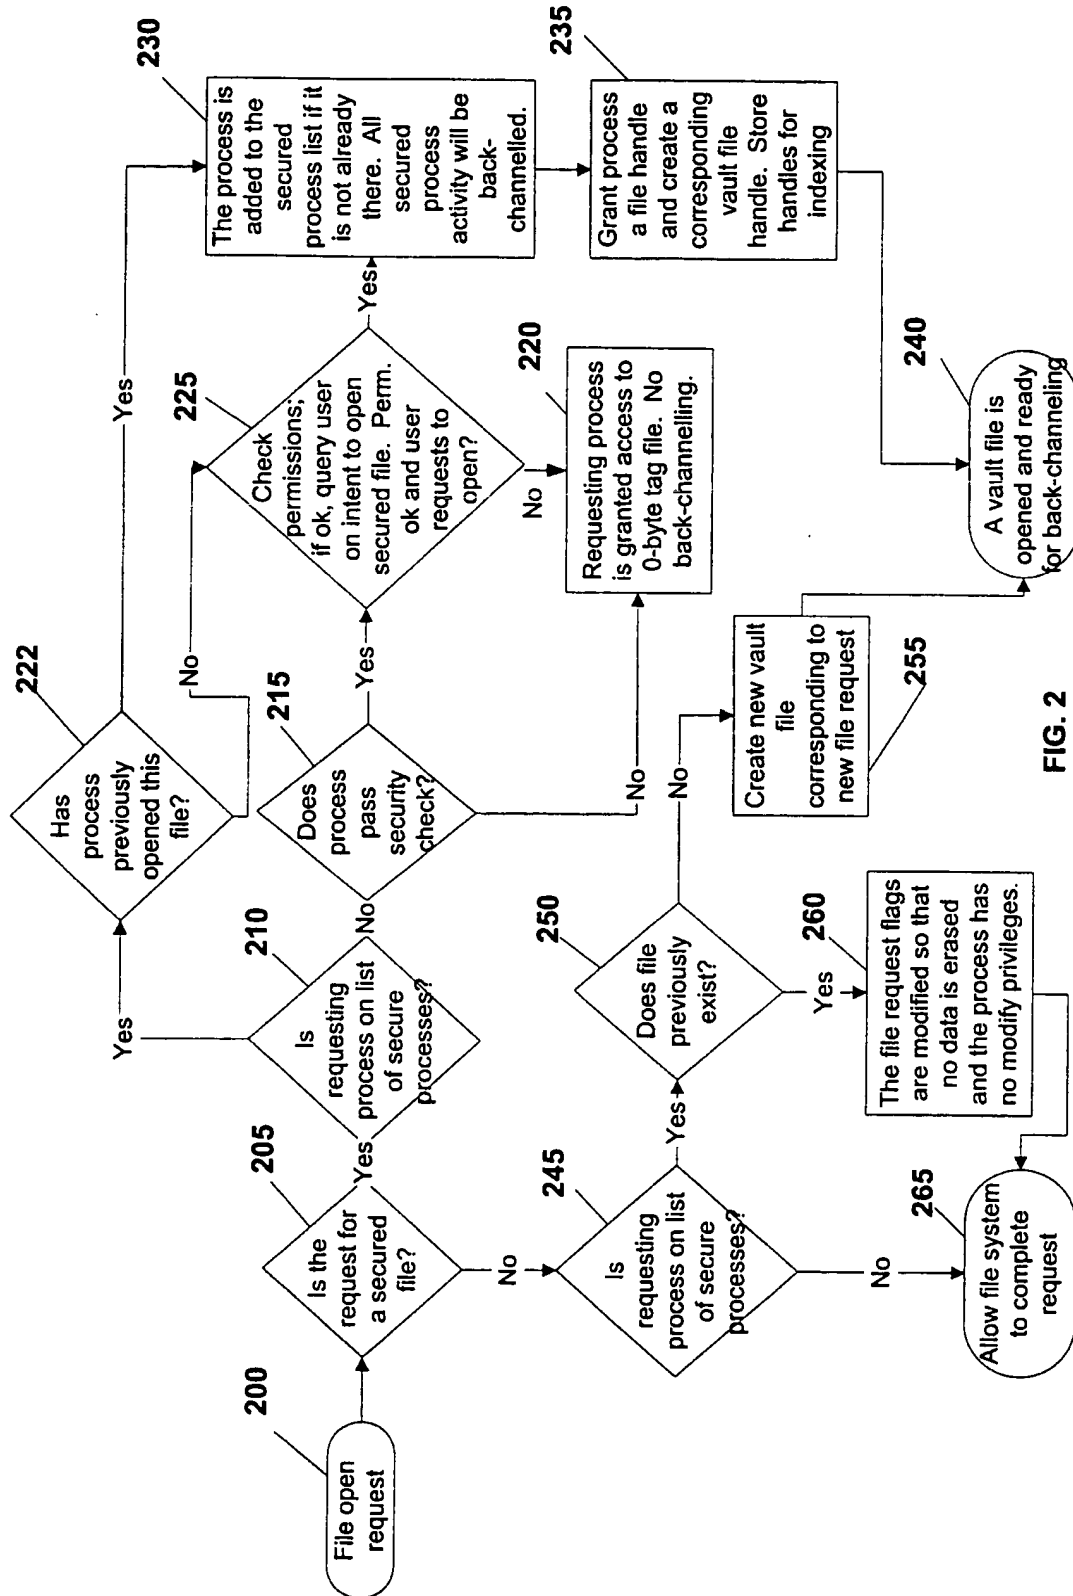 200
File open
request
205
Is the
request for
a secured
file?
Yes
No
210
Is
requesting
process on list
of secure
processes?
Yes
No
222
Has
process
previously
opened this
file?
Yes
No
215
Does
process
pass
security
check?
Yes
No
225
Check
permissions;
if ok, query user
on intent to open
secured file. Perm.
ok and user
requests to
open?
Yes
No
220
Requesting process
is granted access to
0-byte tag file. No
back-channelling.
230
The process is
added to the
secured
process list if it
is not already
there. All
secured
process
activity will be
back-
channelled.
235
Grant process
a file handle
and create a
corresponding
vault file
handle. Store
handles for
indexing
240
A vault file is
opened and ready
for back-channeling
245
Is
requesting
process on list
of secure
processes?
Yes
No
250
Does file
previously
exist?
No
Yes
255
Create new vault
file
corresponding to
new file request
260
The file request flags
are modified so that
no data is erased
and the process has
no modify privileges.
265
Allow file system
to complete
request
FIG. 2